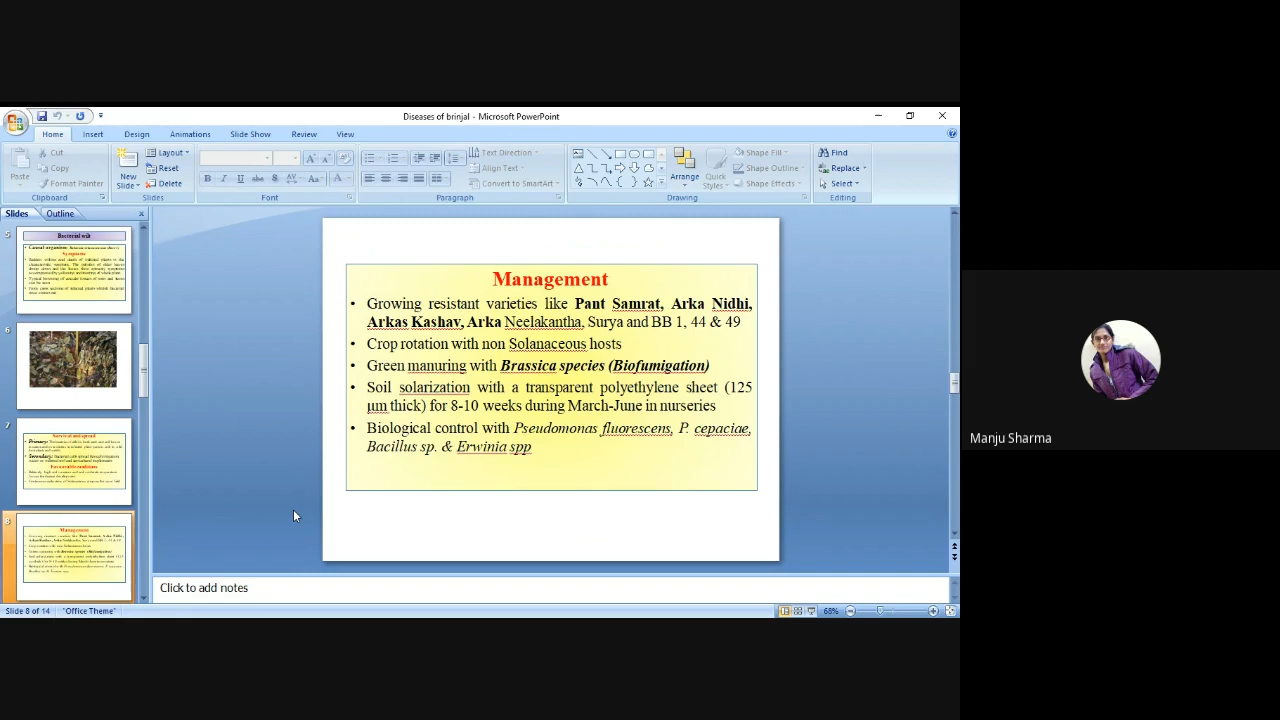 Diseases of brinjal - Microsoft PowerPoint
Home Insert Design Animations Slide Show Review View
Paste
Cut
Copy
Format Painter
Clipboard
New Slide
Layout
Reset
Delete
Slides
Font
Text Direction
Align Text
Convert to SmartArt
Paragraph
Arrange
Quick Styles
Shape Fill
Shape Outline
Shape Effects
Drawing
Find
Replace
Select
Editing
Slides Outline
5
Bacterial wilt
6
7
8
Management
Management
• Growing resistant varieties like Pant Samrat, Arka Nidhi,
Arkas Kashav, Arka Neelakantha, Surya and BB 1, 44 & 49
• Crop rotation with non Solanaceous hosts
• Green manuring with Brassica species (Biofumigation)
• Soil solarization with a transparent polyethylene sheet (125
μm thick) for 8-10 weeks during March-June in nurseries
• Biological control with Pseudomonas fluorescens, P. cepaciae,
Bacillus sp. & Erwinia spp
Click to add notes
Slide 8 of 14 "Office Theme" 68%
Manju Sharma